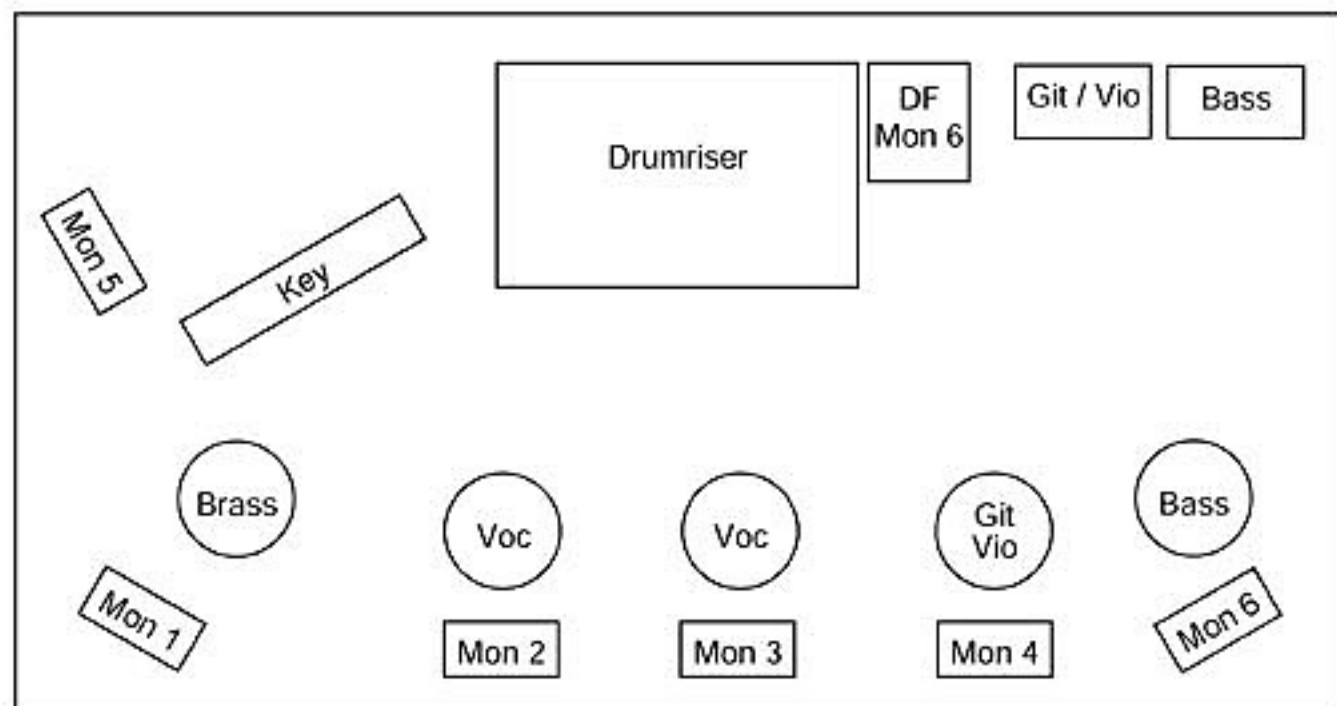 Drumriser
DF
Mon 6
Git / Vio
Bass
Mon 5
Key
Brass
Voc
Voc
Git
Vio
Bass
Mon 1
Mon 2
Mon 3
Mon 4
Mon 6